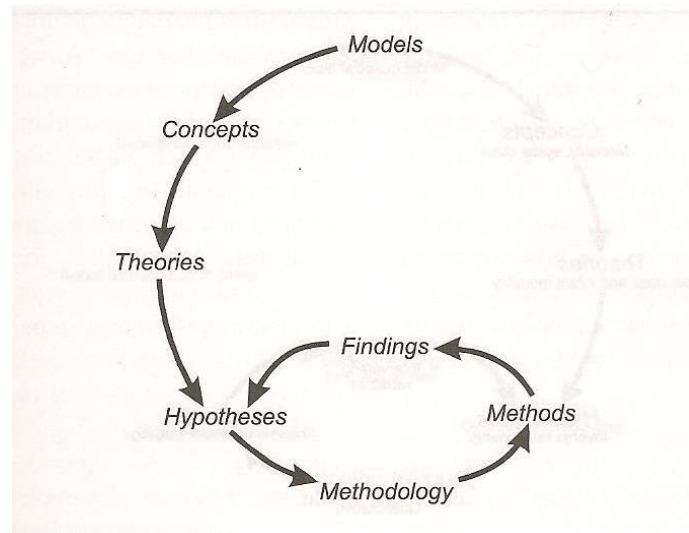 Models
Concepts
Theories
Findings
Hypotheses
Methods
Methodology